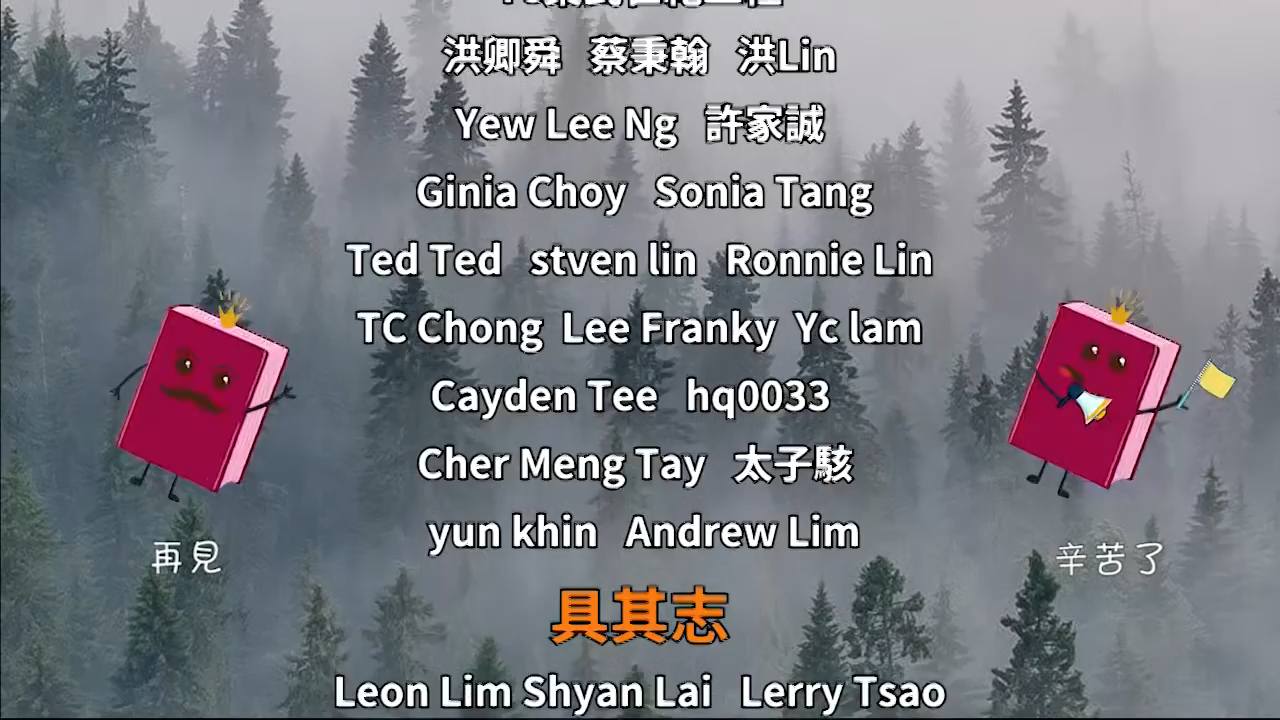 洪卿舜 蔡秉翰 洪Lin
Yew Lee Ng 許家誠
Ginia Choy Sonia Tang
Ted Ted stven lin Ronnie Lin
TC Chong Lee Franky Yc lam
Cayden Tee hq0033
Cher Meng Tay 太子駭
yun khin Andrew Lim
再見
辛苦了
具其志
Leon Lim Shyan Lai Lerry Tsao